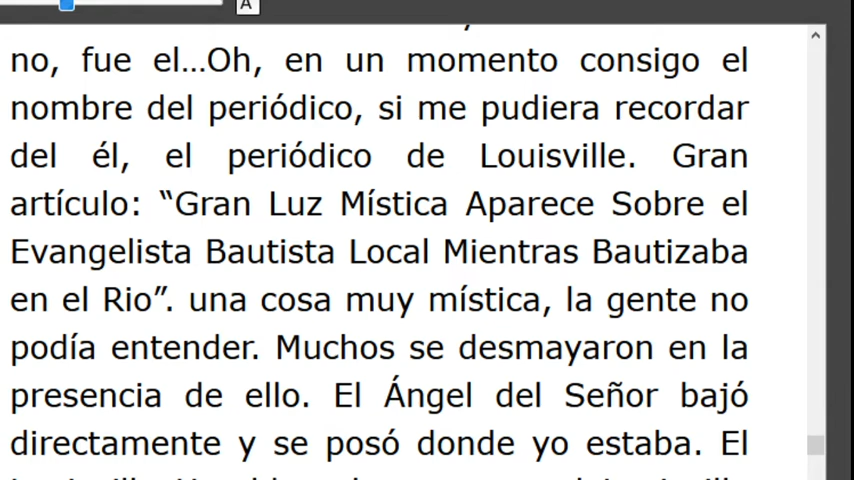 A
no, fue el...Oh, en un momento consigo el
nombre del periódico, si me pudiera recordar
del él, el periódico de Louisville. Gran
artículo: “Gran Luz Mística Aparece Sobre el
Evangelista Bautista Local Mientras Bautizaba
en el Rio”. una cosa muy mística, la gente no
podía entender. Muchos se desmayaron en la
presencia de ello. El Ángel del Señor bajó
directamente y se posó donde yo estaba. El